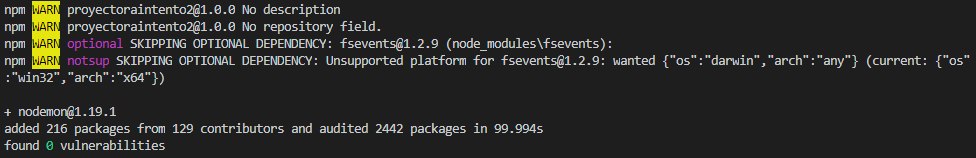 npm WARN proyectoraintento2@1.0.0 No description
npm WARN proyectoraintento2@1.0.0 No repository field.
npm WARN optional SKIPPING OPTIONAL DEPENDENCY: fsevents@1.2.9 (node_modules\fsevents):
npm WARN notsup SKIPPING OPTIONAL DEPENDENCY: Unsupported platform for fsevents@1.2.9: wanted {"os":"darwin","arch":"any"} (current: {"os"
:"win32","arch":"x64"})
+ nodemon@1.19.1
added 216 packages from 129 contributors and audited 2442 packages in 99.994s
found 0 vulnerabilities